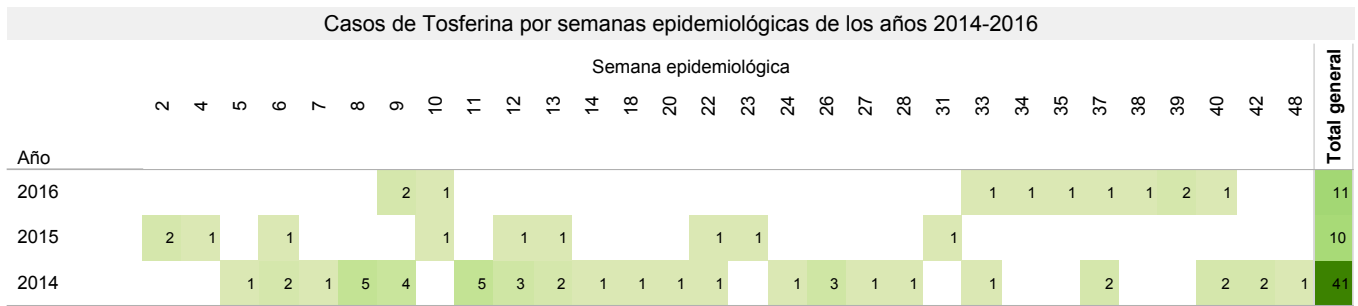 Casos de Tosferina por semanas epidemiológicas de los años 2014-2016
Semana epidemiológica
Año 2 4 5 6 7 8 9 10 11 12 13 14 18 20 22 23 24 26 27 28 31 33 34 35 37 38 39 40 42 48 Total general
2016 2 1 1 1 1 1 1 2 1 11
2015 2 1 1 1 1 1 1 1 1 10
2014 1 2 1 5 4 5 3 2 1 1 1 1 1 3 1 1 1 2 2 2 1 41